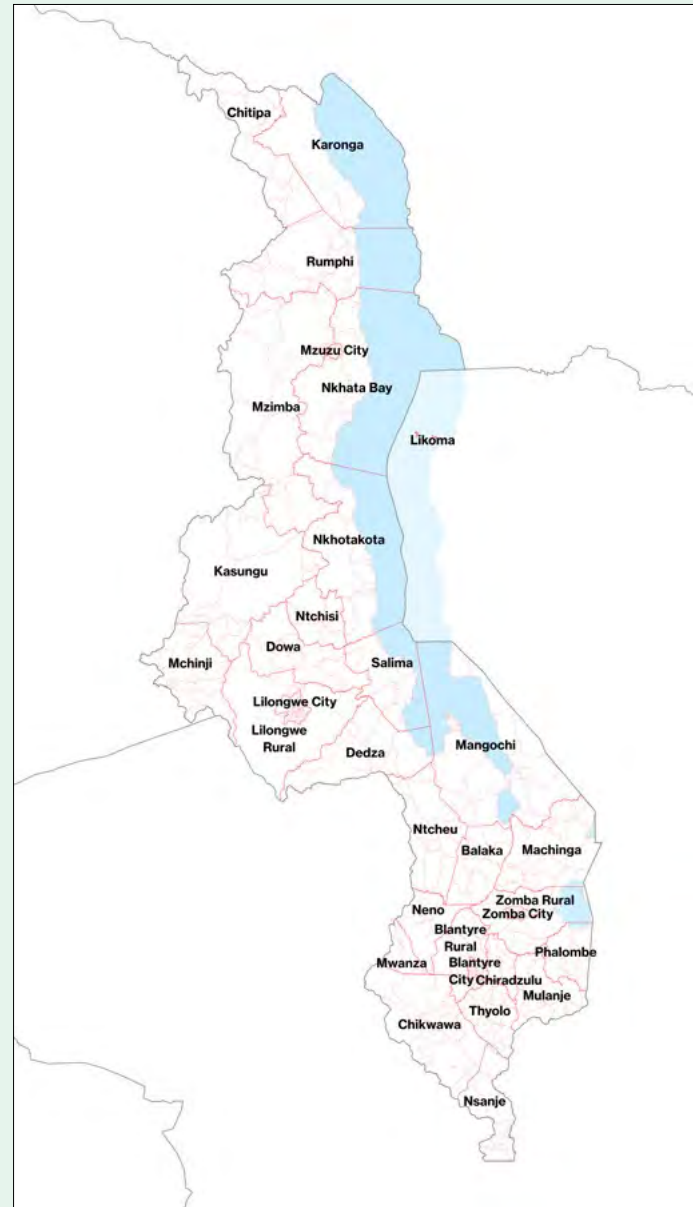 Chitipa
Karonga
Rumphi
Mzuzu City
Nkhata Bay
Mzimba
Likoma
Nkhotakota
Kasungu
Ntchisi
Dowa
Mchinji
Salima
Lilongwe City
Lilongwe
Rural
Dedza
Mangochi
Ntcheu
Balaka
Machinga
Zomba Rural
Zomba City
Neno
Blantyre
Rural
Phalombe
Mwanza
Blantyre
City
Chiradzulu
Mulanje
Thyolo
Chikwawa
Nsanje